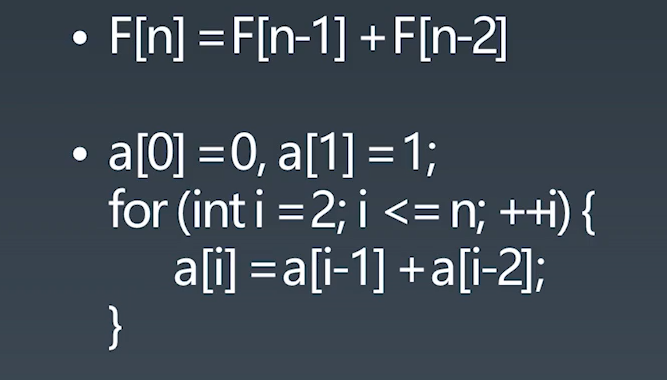 • F[n] = F[n-1] + F[n-2]
• a[0] = 0, a[1] = 1;
for (int i = 2; i <= n; ++i) {
a[i] = a[i-1] + a[i-2];
}